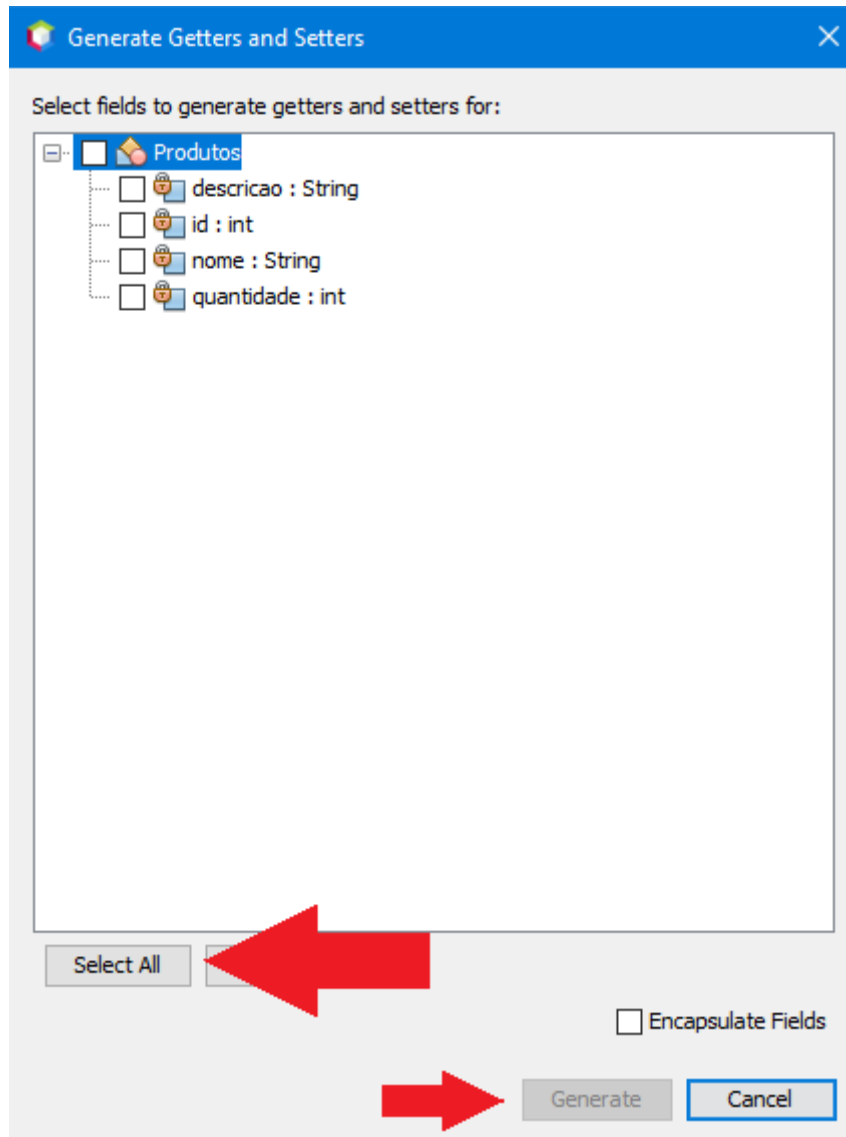 Generate Getters and Setters
Select fields to generate getters and setters for:
Produtos
descricao : String
id : int
nome : String
quantidade : int
Select All
Encapsulate Fields
Generate Cancel